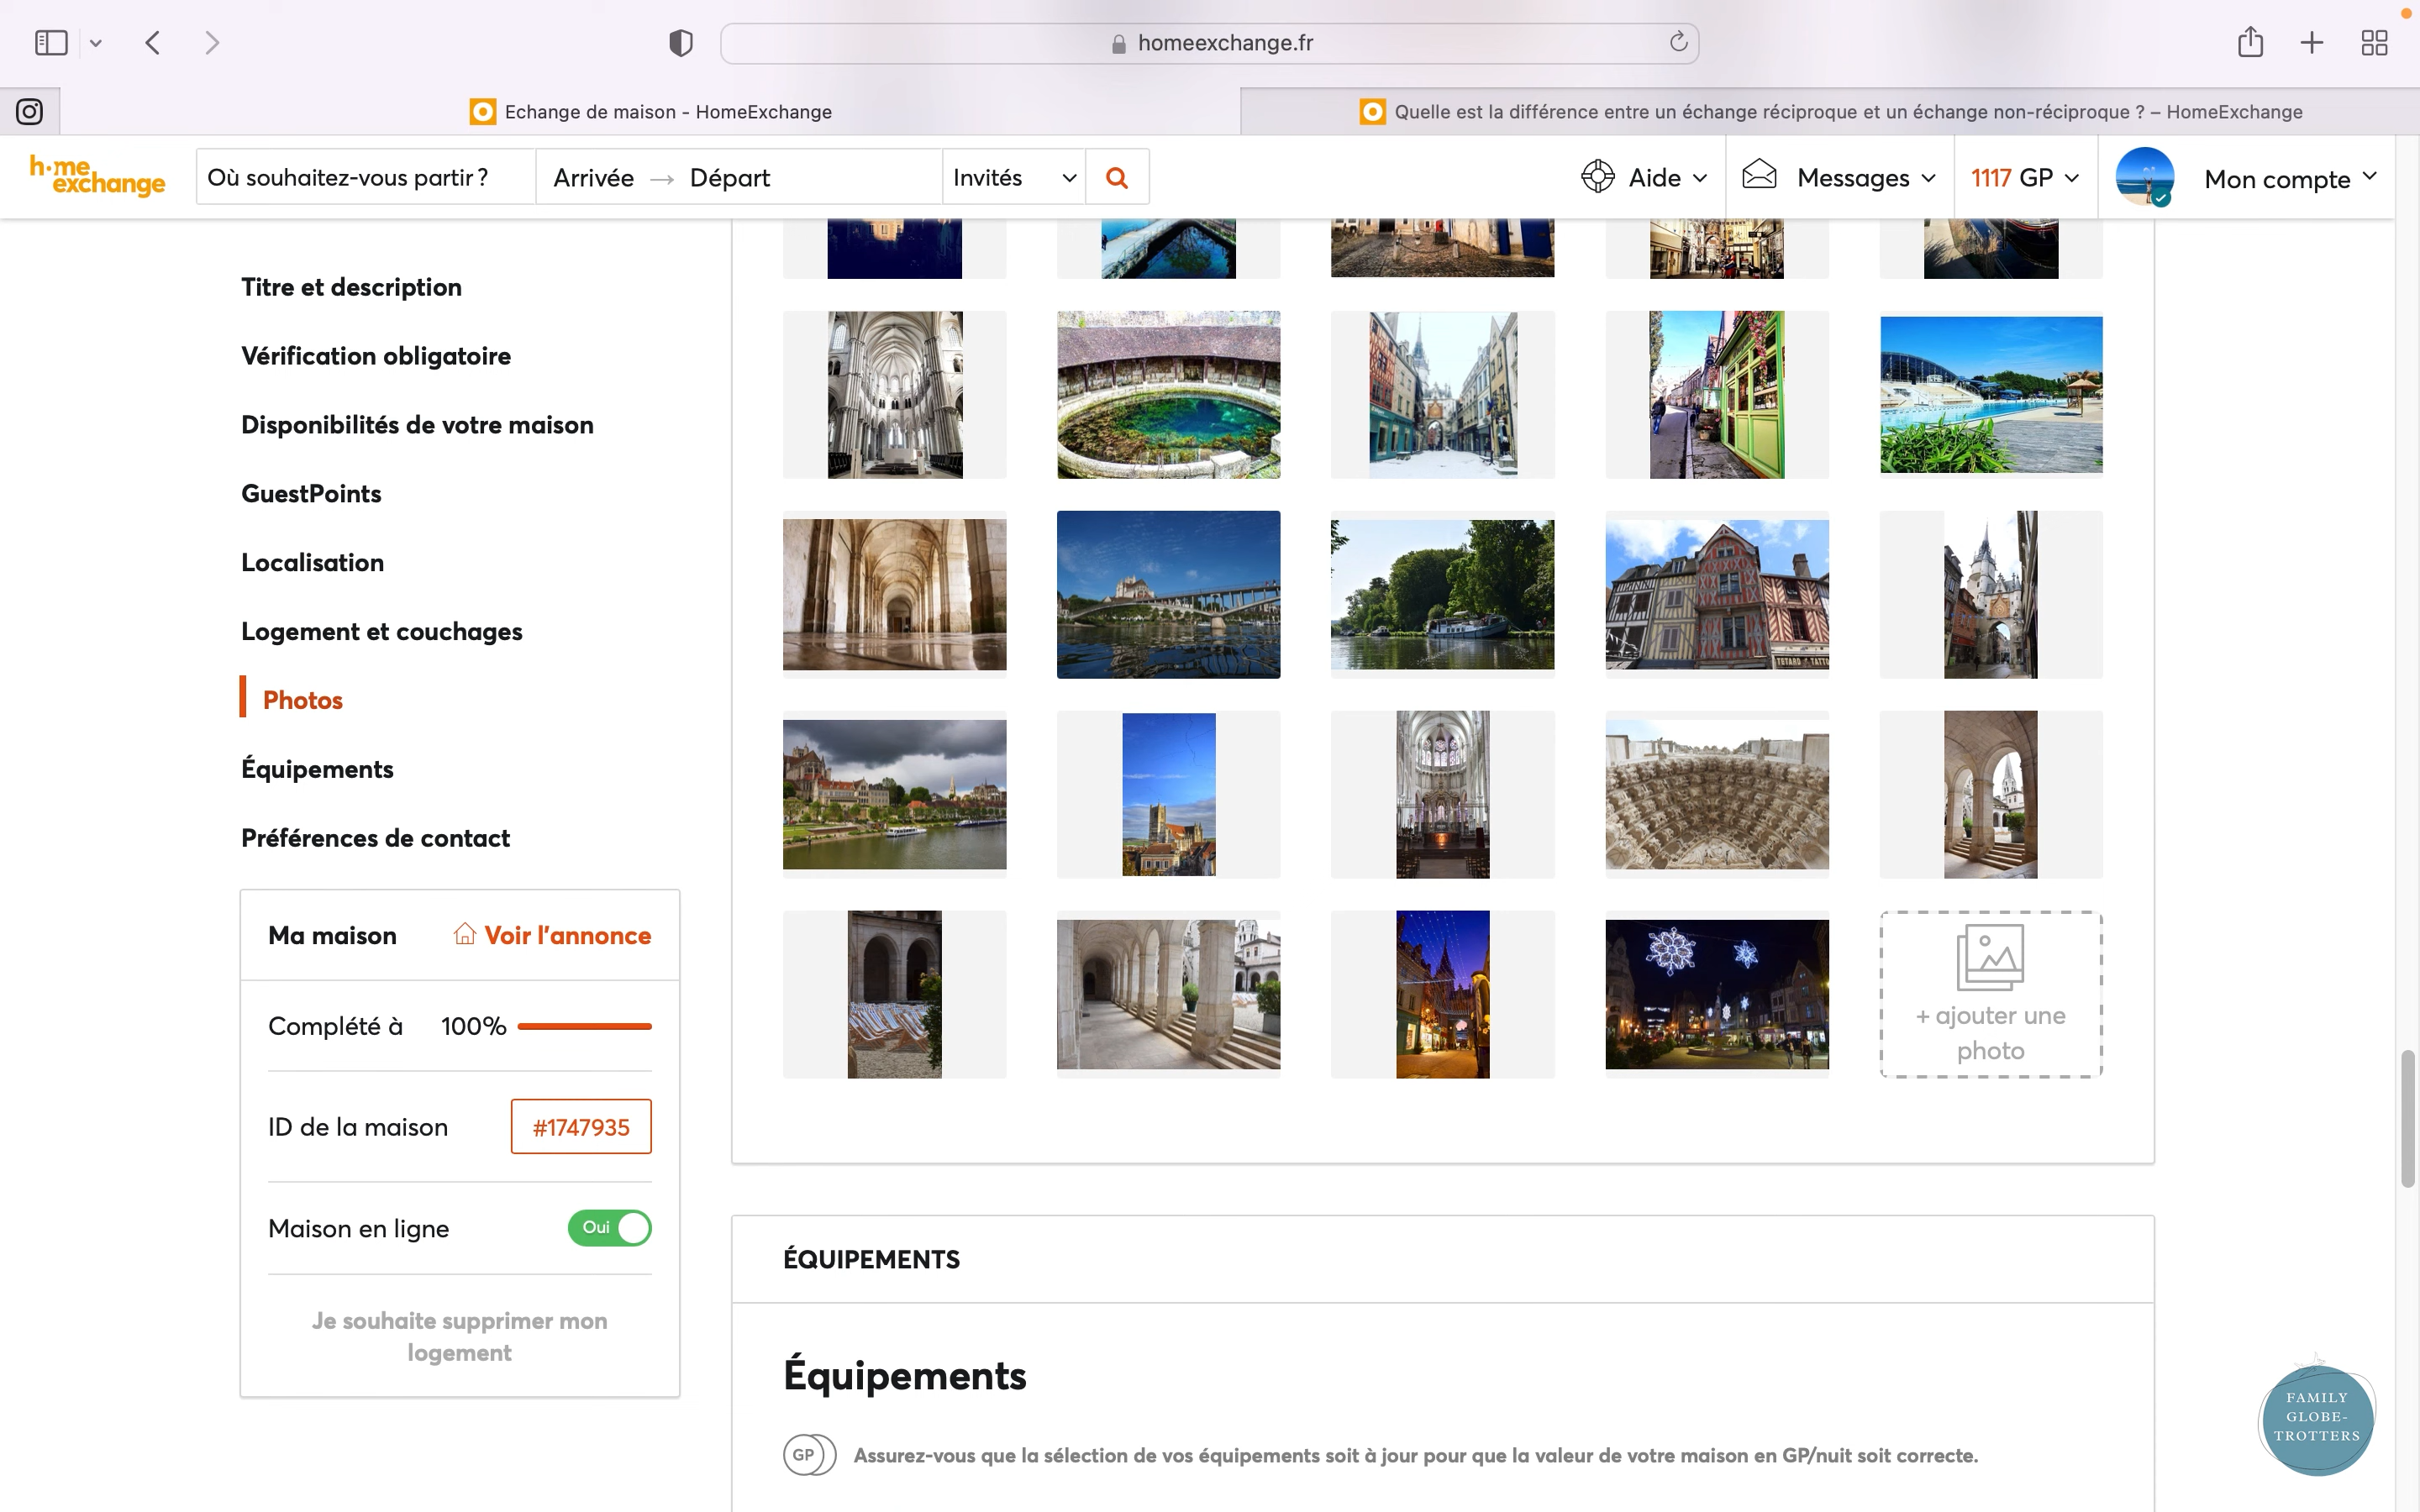 homeexchange.fr
Echange de maison - HomeExchange
Quelle est la différence entre un échange réciproque et un échange non-réciproque ? – HomeExchange
h·me
exchange
Où souhaitez-vous partir ?
Arrivée → Départ
Invités
Aide
Messages
1117 GP
Mon compte
Titre et description
Vérification obligatoire
Disponibilités de votre maison
GuestPoints
Localisation
Logement et couchages
Photos
Équipements
Préférences de contact
Ma maison
Voir l'annonce
Complété à 100%
ID de la maison #1747935
Maison en ligne Oui
Je souhaite supprimer mon
logement
+ ajouter une
photo
ÉQUIPEMENTS
Équipements
GP
Assurez-vous que la sélection de vos équipements soit à jour pour que la valeur de votre maison en GP/nuit soit correcte.
FAMILY
GLOBE-
TROTTERS